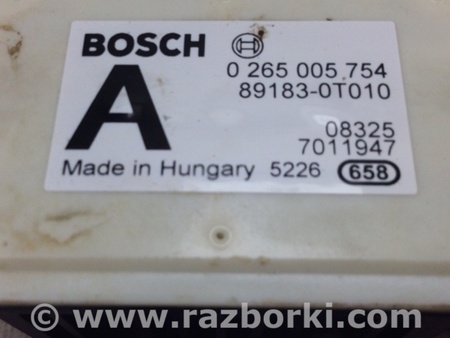 BOSCH
A
0 265 005 754
89183-0T010
08325
7011947
Made in Hungary 5226 658
© www.razborki.com